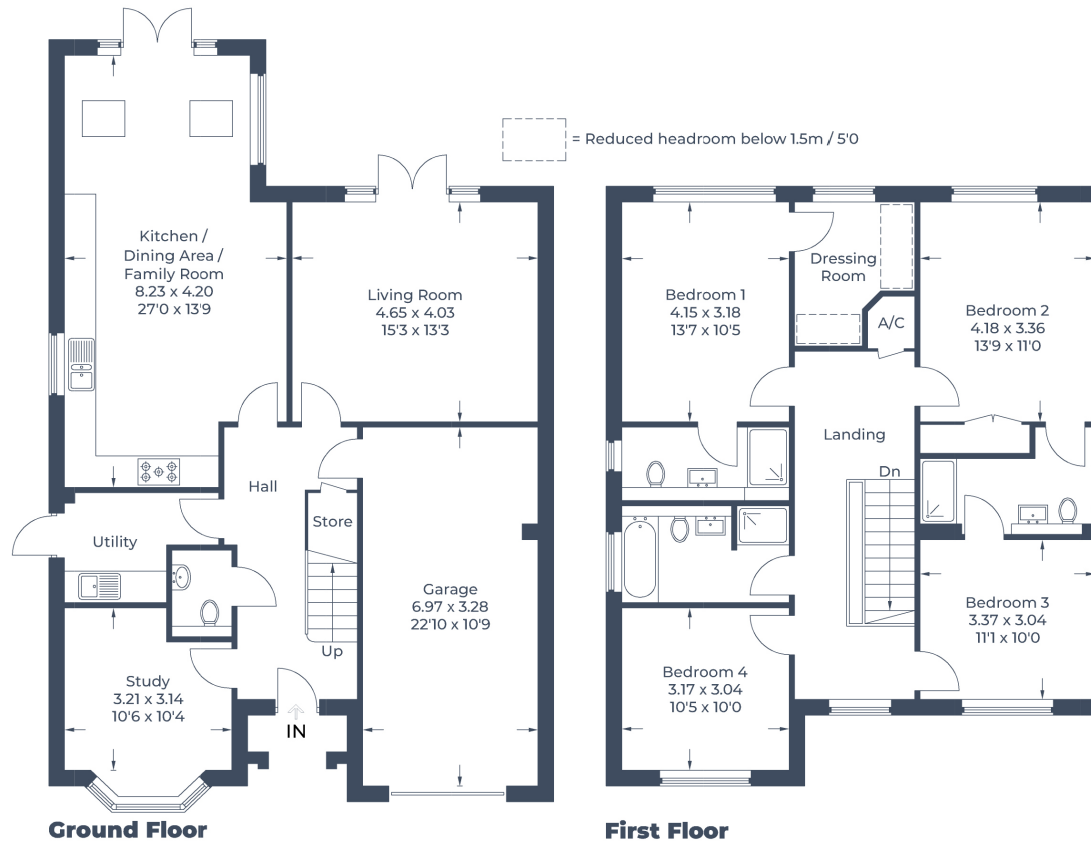 = Reduced headroom below 1.5m / 5'0
Kitchen /
Dining Area /
Family Room
8.23 x 4.20
27'0 x 13'9
Living Room
4.65 x 4.03
15'3 x 13'3
Hall
Utility
Store
Up
Garage
6.97 x 3.28
22'10 x 10'9
Study
3.21 x 3.14
10'6 x 10'4
IN
Ground Floor
Bedroom 1
4.15 x 3.18
13'7 x 10'5
Dressing
Room
A/C
Bedroom 2
4.18 x 3.36
13'9 x 11'0
Landing
Dn
Bedroom 3
3.37 x 3.04
11'1 x 10'0
Bedroom 4
3.17 x 3.04
10'5 x 10'0
First Floor